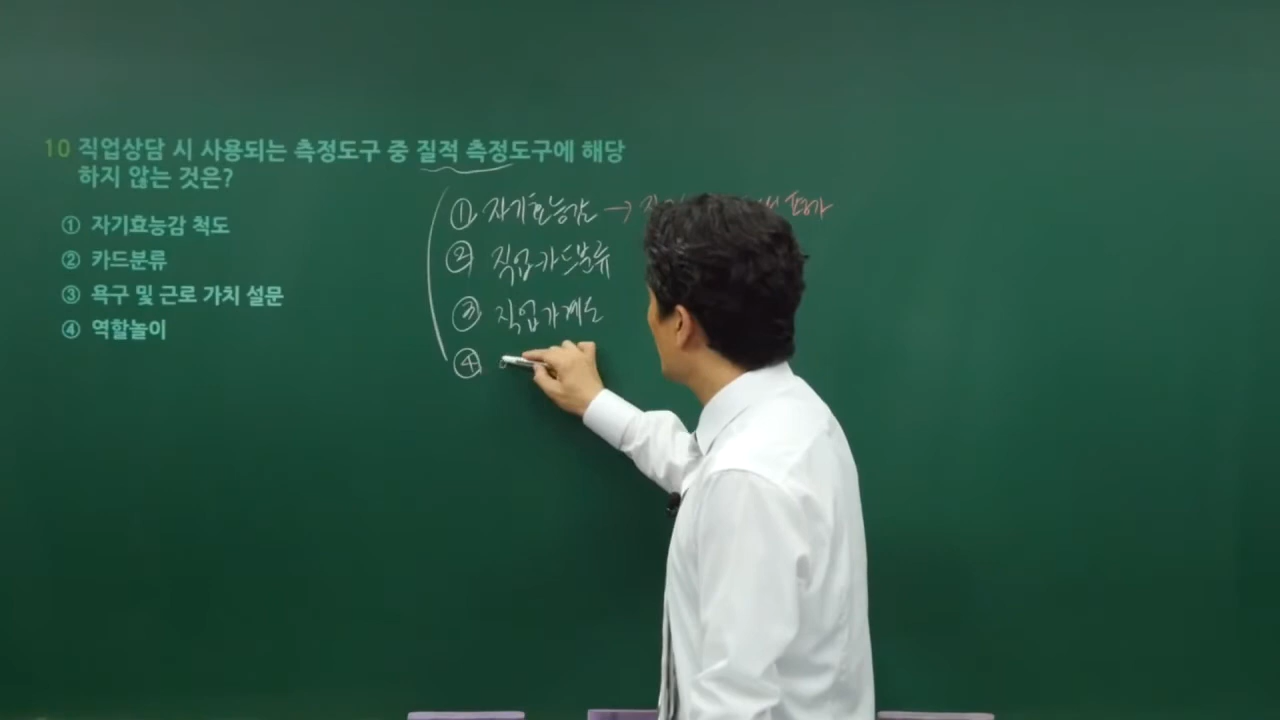 10 직업상담 시 사용되는 측정도구 중 질적 측정도구에 해당
하지 않는 것은?
① 자기효능감 척도
② 카드분류
③ 욕구 및 근로 가치 설문
④ 역할놀이
① 자기효능감 →
② 직업카드분류
③ 직업가계도
④